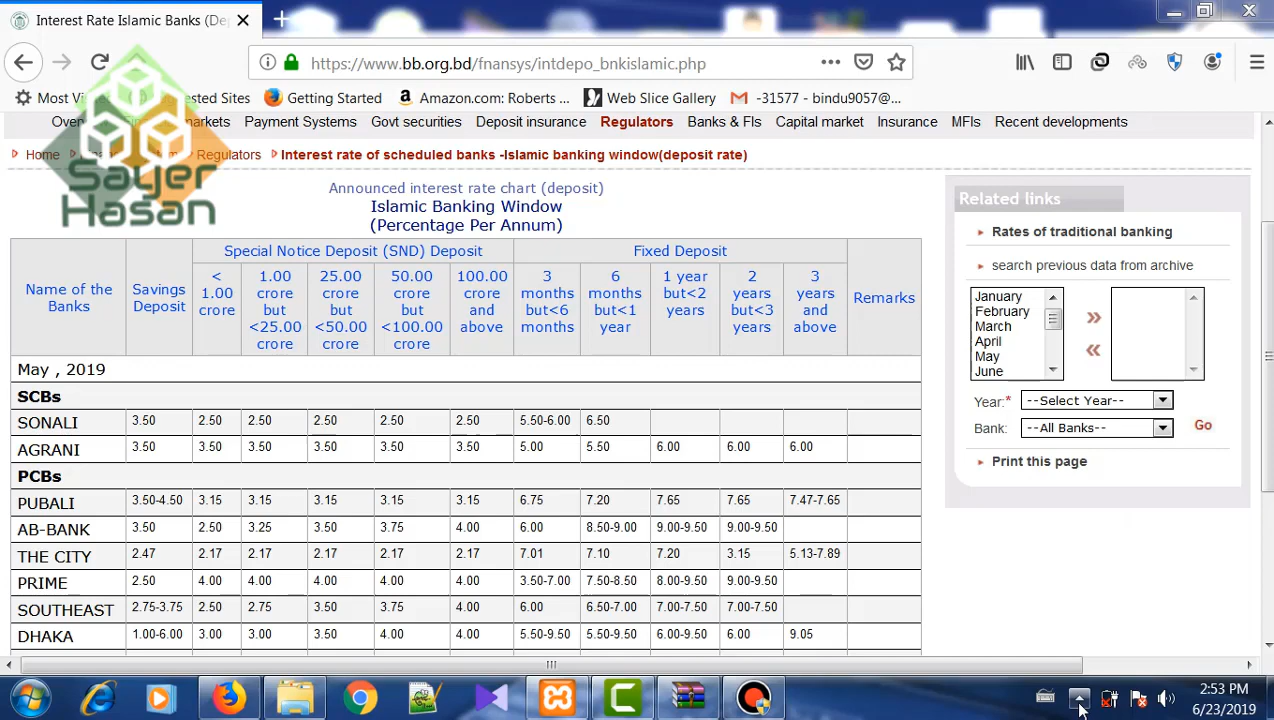 Interest Rate Islamic Banks (De
https://www.bb.org.bd/fnansys/intdepo_bnkislamic.php
Most Vi ested Sites Getting Started Amazon.com: Roberts ... Web Slice Gallery -31577 - bindu9057@...
Over markets Payment Systems Govt securities Deposit insurance Regulators Banks & FIs Capital market Insurance MFIs Recent developments
Home Regulators Interest rate of scheduled banks -Islamic banking window(deposit rate)
Sayer
Hasan
Announced interest rate chart (deposit)
Islamic Banking Window
(Percentage Per Annum)
Name of the Banks Savings Deposit Special Notice Deposit (SND) Deposit Fixed Deposit Remarks
< 1.00 crore 1.00 crore but <25.00 crore 25.00 crore but <50.00 crore 50.00 crore but <100.00 crore 100.00 crore and above 3 months but<6 months 6 months but<1 year 1 year but<2 years 2 years but<3 years 3 years and above
May , 2019
SCBs
SONALI 3.50 2.50 2.50 2.50 2.50 2.50 5.50-6.00 6.50
AGRANI 3.50 3.50 3.50 3.50 3.50 3.50 5.00 5.50 6.00 6.00 6.00
PCBs
PUBALI 3.50-4.50 3.15 3.15 3.15 3.15 3.15 6.75 7.20 7.65 7.65 7.47-7.65
AB-BANK 3.50 2.50 3.25 3.50 3.75 4.00 6.00 8.50-9.00 9.00-9.50 9.00-9.50
THE CITY 2.47 2.17 2.17 2.17 2.17 2.17 7.01 7.10 7.20 3.15 5.13-7.89
PRIME 2.50 4.00 4.00 4.00 4.00 4.00 3.50-7.00 7.50-8.50 8.00-9.50 9.00-9.50
SOUTHEAST 2.75-3.75 2.50 2.75 3.50 3.75 4.00 6.00 6.50-7.00 7.00-7.50 7.00-7.50
DHAKA 1.00-6.00 3.00 3.00 3.50 4.00 4.00 5.50-9.50 5.50-9.50 6.00-9.50 6.00 9.05
Related links
Rates of traditional banking
search previous data from archive
January
February
March
April
May
June
Year:* --Select Year--
Bank: --All Banks-- Go
Print this page
2:53 PM
6/23/2019